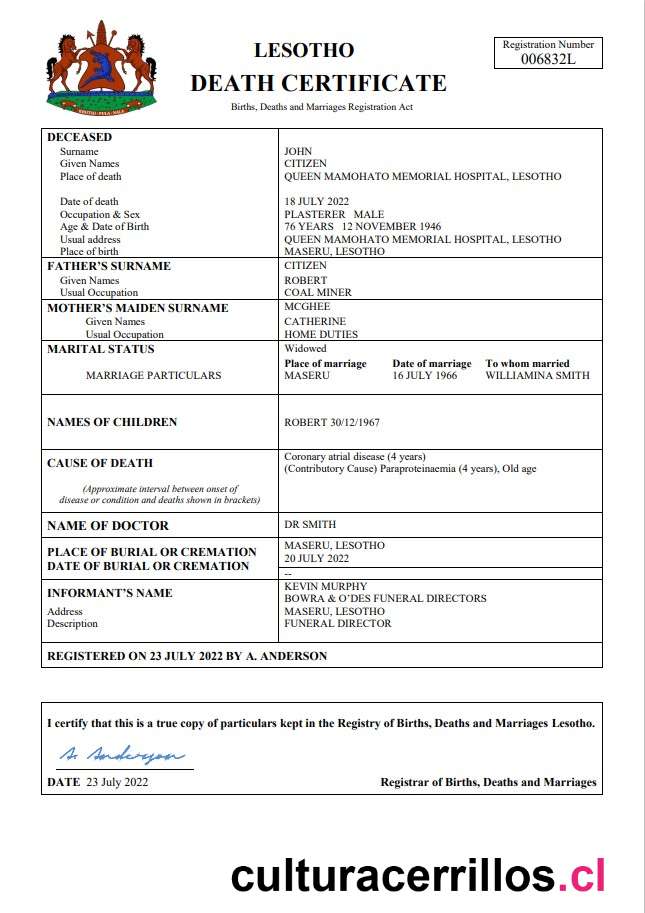 LESOTHO
DEATH CERTIFICATE
Births, Deaths and Marriages Registration Act
Registration Number
006832L
DECEASED
Surname JOHN
Given Names CITIZEN
Place of death QUEEN MAMOHATO MEMORIAL HOSPITAL, LESOTHO
Date of death 18 JULY 2022
Occupation & Sex PLASTERER MALE
Age & Date of Birth 76 YEARS 12 NOVEMBER 1946
Usual address QUEEN MAMOHATO MEMORIAL HOSPITAL, LESOTHO
Place of birth MASERU, LESOTHO
FATHER'S SURNAME CITIZEN
Given Names ROBERT
Usual Occupation COAL MINER
MOTHER'S MAIDEN SURNAME MCGHEE
Given Names CATHERINE
Usual Occupation HOME DUTIES
MARITAL STATUS Widowed
Place of marriage Date of marriage To whom married
MARRIAGE PARTICULARS MASERU 16 JULY 1966 WILLIAMINA SMITH
NAMES OF CHILDREN ROBERT 30/12/1967
CAUSE OF DEATH Coronary atrial disease (4 years)
(Contributory Cause) Paraproteinaemia (4 years), Old age
(Approximate interval between onset of
disease or condition and deaths shown in brackets)
NAME OF DOCTOR DR SMITH
PLACE OF BURIAL OR CREMATION MASERU, LESOTHO
DATE OF BURIAL OR CREMATION 20 JULY 2022
--
INFORMANT'S NAME KEVIN MURPHY
BOWRA & O'DES FUNERAL DIRECTORS
Address MASERU, LESOTHO
Description FUNERAL DIRECTOR
REGISTERED ON 23 JULY 2022 BY A. ANDERSON
I certify that this is a true copy of particulars kept in the Registry of Births, Deaths and Marriages Lesotho.
A. Anderson
DATE 23 July 2022 Registrar of Births, Deaths and Marriages
culturacerrillos.cl